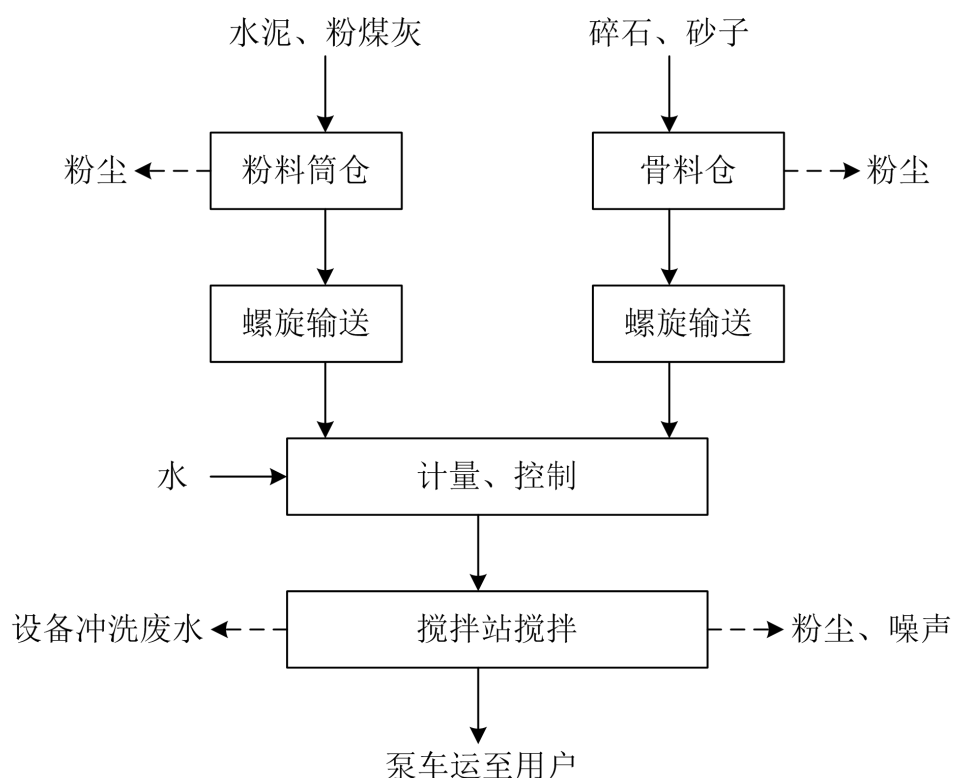 水泥、粉煤灰
碎石、砂子
粉尘
粉料筒仓
骨料仓
粉尘
螺旋输送
螺旋输送
水
计量、控制
设备冲洗废水
搅拌站搅拌
粉尘、噪声
泵车运至用户